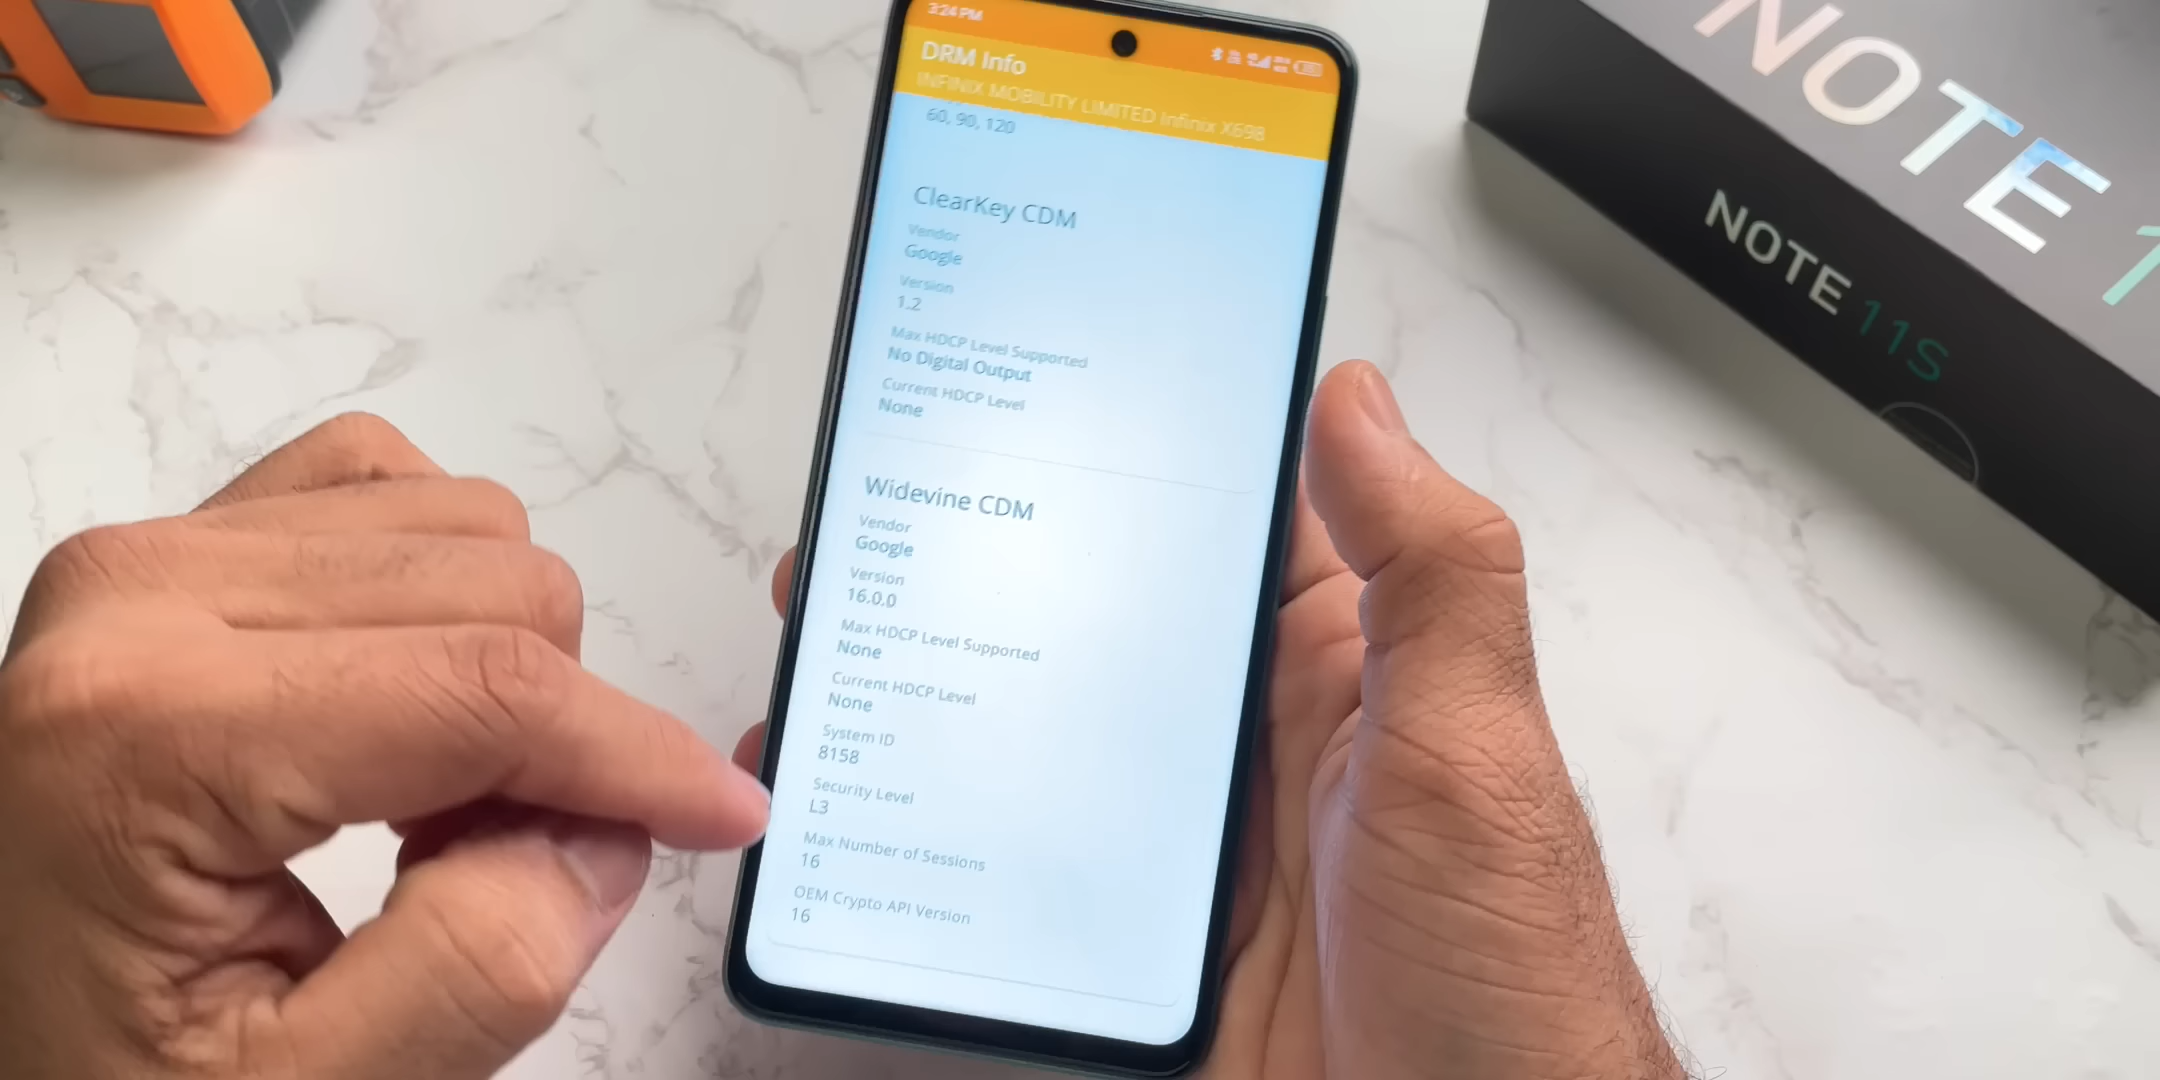 3:24 PM
DRM Info
INFINIX MOBILITY LIMITED Infinix X698
60, 90, 120
ClearKey CDM
Vendor
Google
Version
1.2
Max HDCP Level Supported
No Digital Output
Current HDCP Level
None
Widevine CDM
Vendor
Google
Version
16.0.0
Max HDCP Level Supported
None
Current HDCP Level
None
System ID
8158
Security Level
L3
Max Number of Sessions
16
OEM Crypto API Version
16
NOTE 1
NOTE 11S